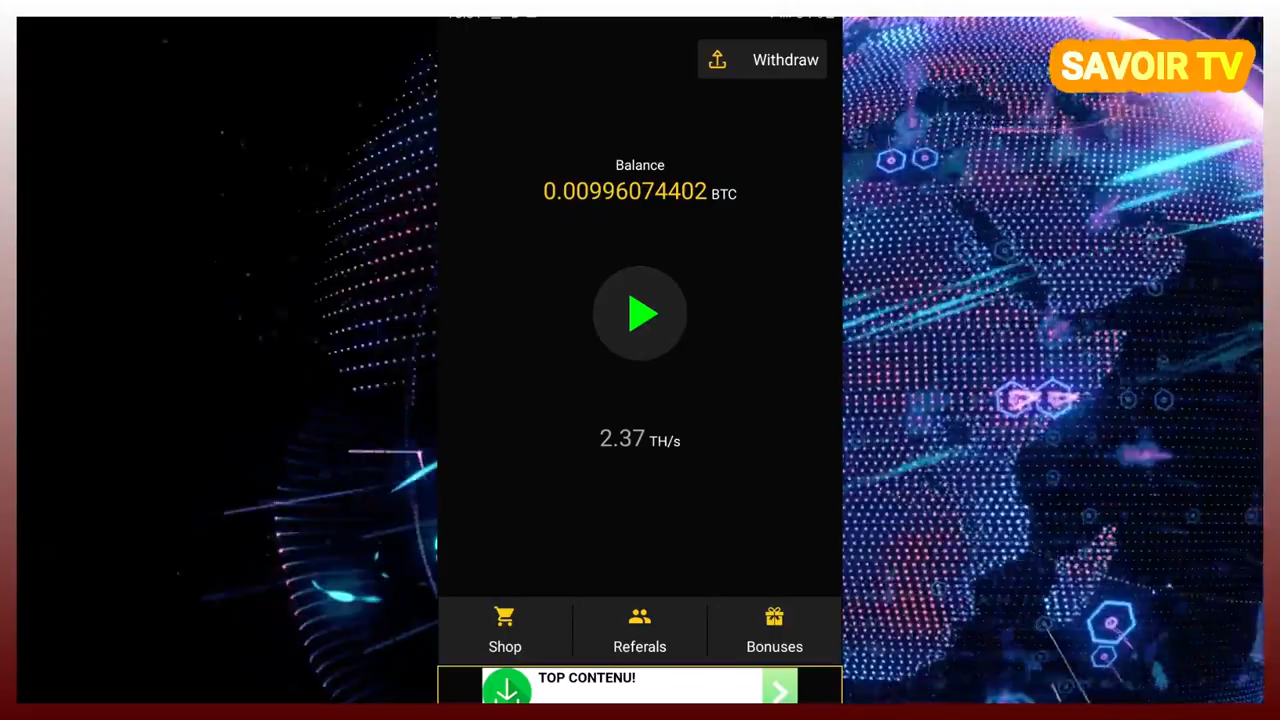 SAVOIR TV
Withdraw
Balance
0.00996074402 BTC
2.37 TH/s
Shop
Referals
Bonuses
TOP CONTENU!